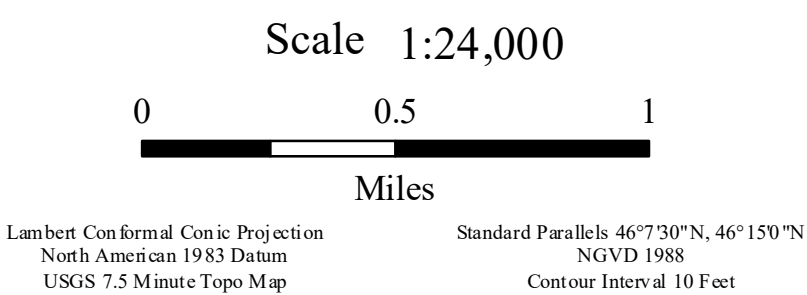 Scale 1:24,000
0 0.5 1
Miles
Lambert Conformal Conic Projection
North American 1983 Datum
USGS 7.5 Minute Topo Map
Standard Parallels 46°7'30"N, 46°15'0"N
NGVD 1988
Contour Interval 10 Feet